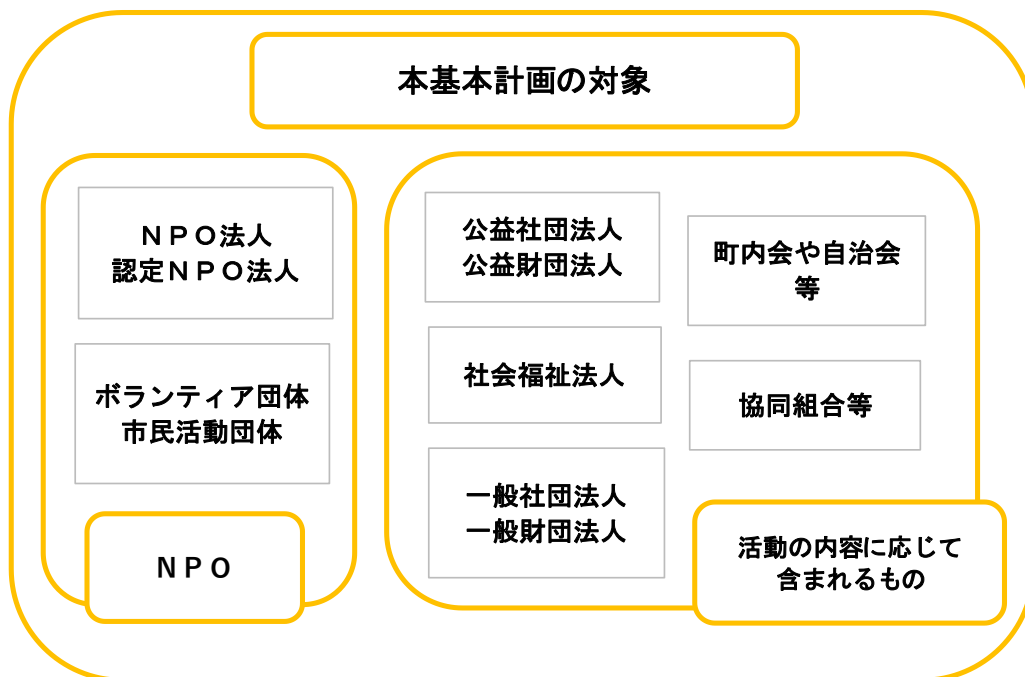 本基本計画の対象
ＮＰＯ法人
認定ＮＰＯ法人
ボランティア団体
市民活動団体
ＮＰＯ
公益社団法人
公益財団法人
社会福祉法人
一般社団法人
一般財団法人
町内会や自治会
等
協同組合等
活動の内容に応じて
含まれるもの